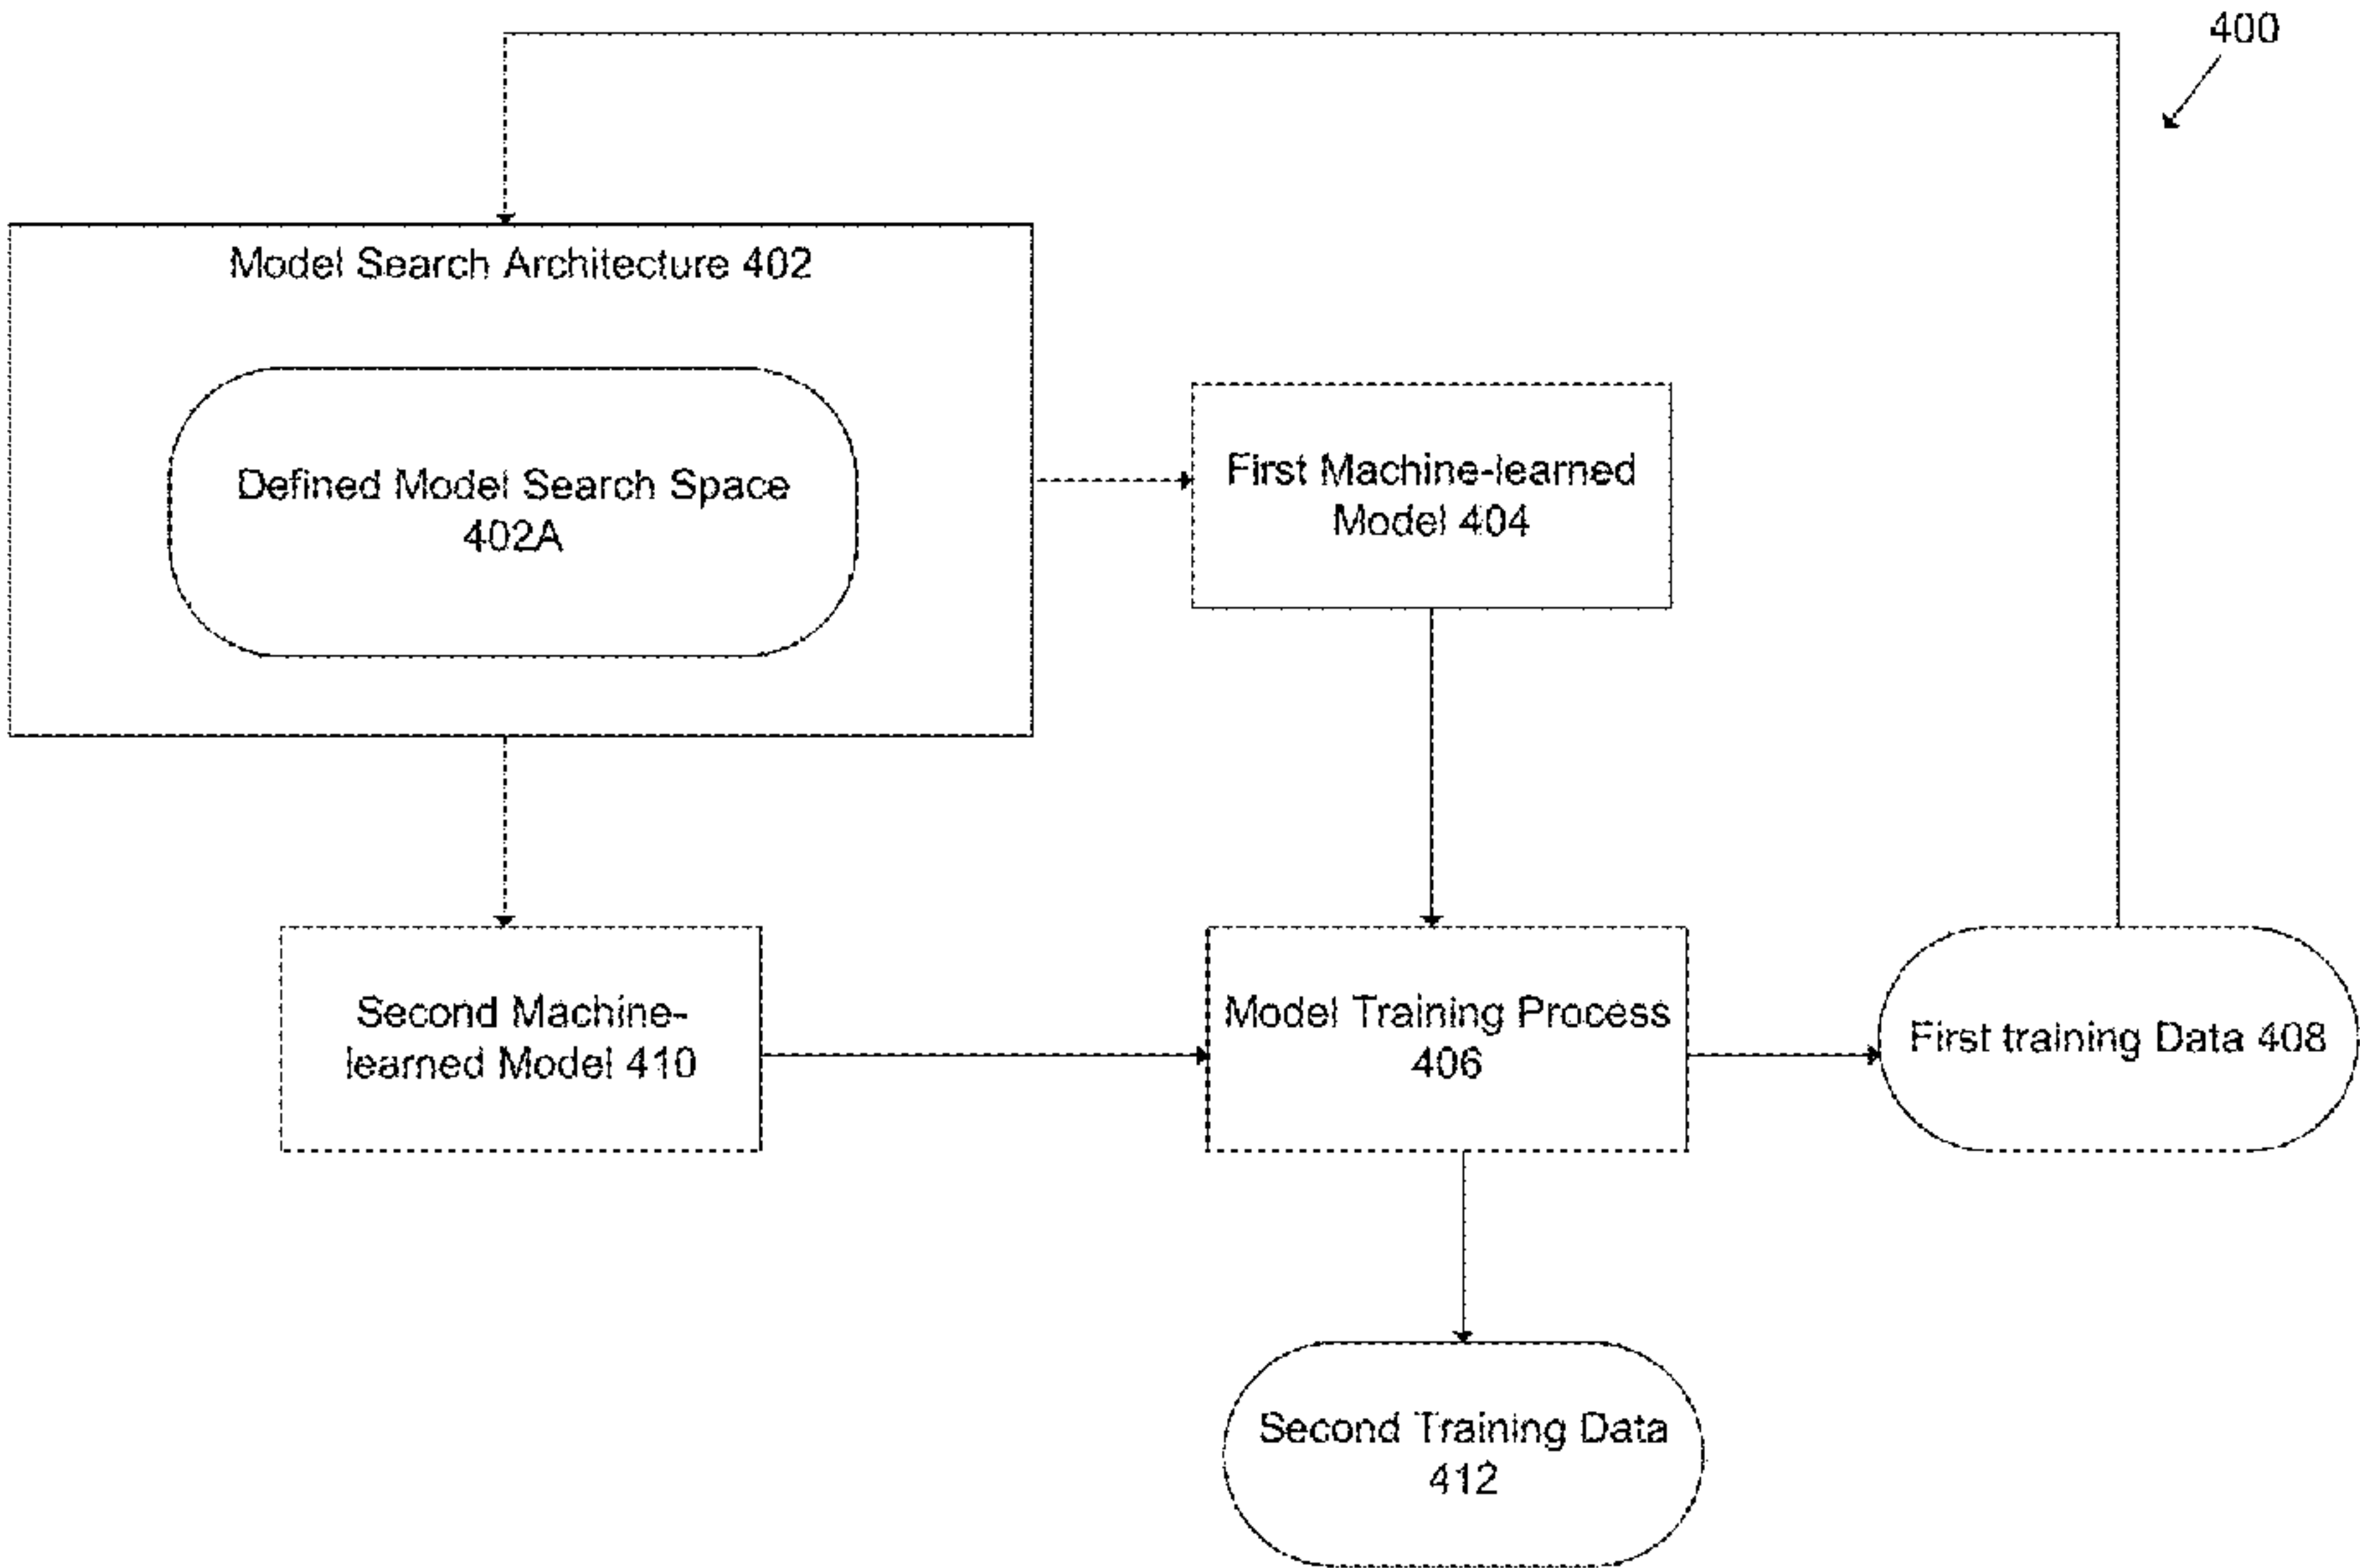 400
Model Search Architecture 402
Defined Model Search Space
402A
First Machine-learned
Model 404
Second Machine-
learned Model 410
Model Training Process
406
First training Data 408
Second Training Data
412